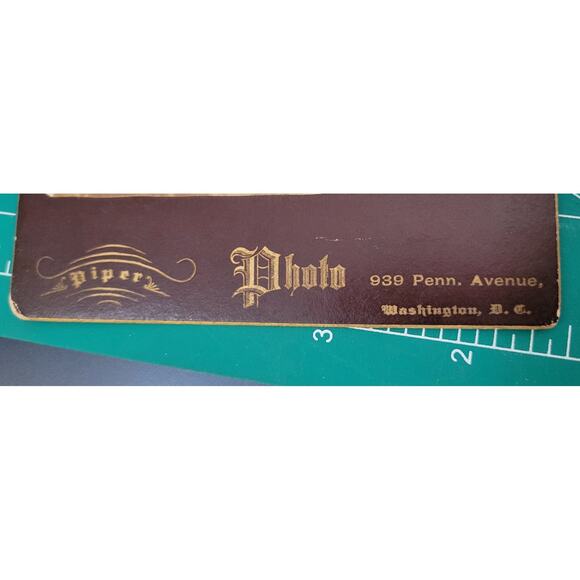 Piper
Photo
939 Penn. Avenue,
Washington, D. C.
3
2